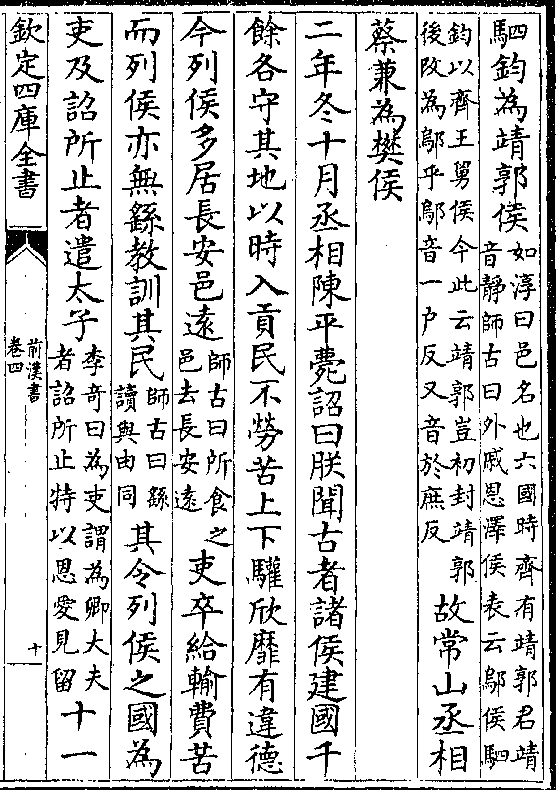 駟鈞為靖郭侯如淳曰邑名也六國時齊有靖郭君靖音靜師古曰外戚恩澤侯表云鄔侯駟
鈞以齊王舅侯今此云靖郭豈初封靖郭後改為鄔乎鄔音一户反又音於庶反故常山丞相
蔡兼為樊侯
二年冬十月丞相陳平薨詔曰朕聞古者諸侯建國千
餘各守其地以時入貢民不勞苦上下驩欣靡有違德
今列侯多居長安邑遠師古曰所食之邑去長安遠吏卒給輸費苦
而列侯亦無繇教訓其民師古曰繇讀與由同其令列侯之國為
吏及詔所止者遣太子李奇曰為吏謂為卿大夫者詔所止特以恩愛見留十一
欽定四庫全書
前漢書
卷四
十